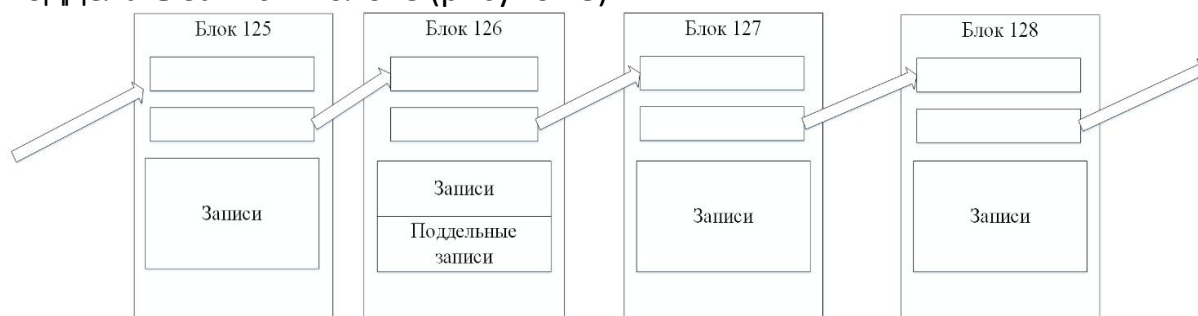 Блок 125
Блок 126
Блок 127
Блок 128
Записи
Записи
Поддельные
записи
Записи
Записи